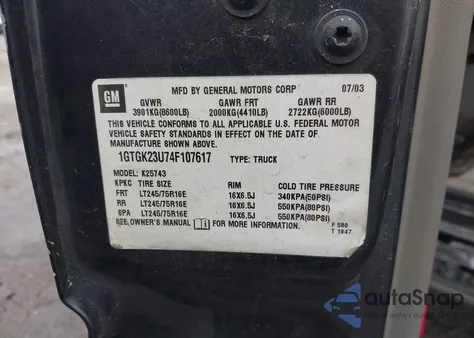 GM
MFD BY GENERAL MOTORS CORP 07/03
GVWR GAWR FRT GAWR RR
3901KG(8600LB) 2000KG(4410LB) 2722KG(6000LB)
THIS VEHICLE CONFORMS TO ALL APPLICABLE U.S. FEDERAL MOTOR
VEHICLE SAFETY STANDARDS IN EFFECT ON THE DATE OF
MANUFACTURE SHOWN ABOVE.
1GTGK23U74F107617 TYPE: TRUCK
MODEL: K25743
KPKC TIRE SIZE RIM COLD TIRE PRESSURE
FRT LT245/75R16E 16X6.5J 340KPA(50PSI)
RR LT245/75R16E 16X6.5J 550KPA(80PSI)
SPA LT245/75R16E 16X6.5J 550KPA(80PSI)
SEE OWNER'S MANUAL FOR MORE INFORMATION.
F 580
T 1947
autoSnap